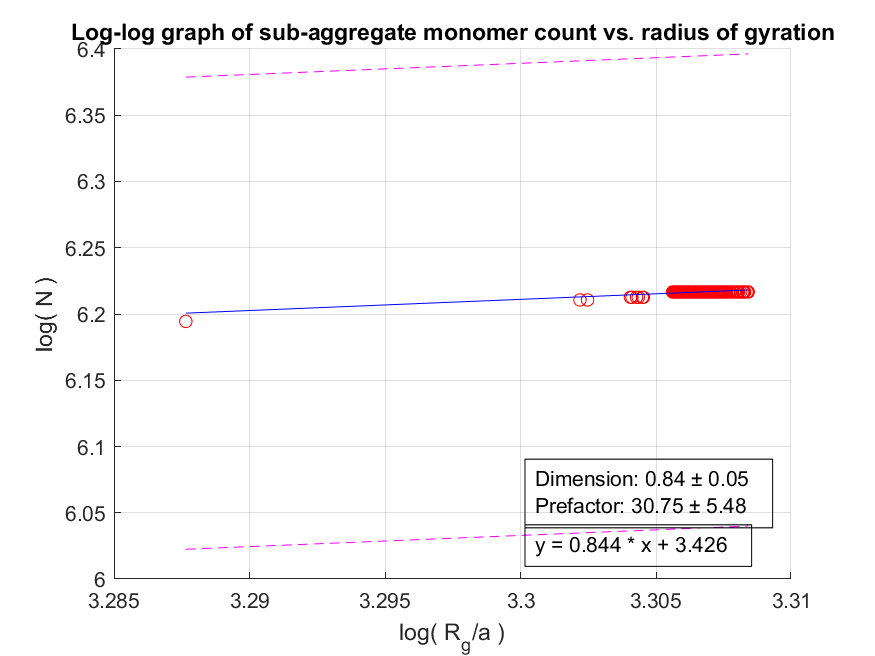 Log-log graph of sub-aggregate monomer count vs. radius of gyration
6.4
6.35
6.3
6.25
6.2
6.15
6.1
6.05
6
log( N )
Dimension: 0.84 ± 0.05
Prefactor: 30.75 ± 5.48
y = 0.844 * x + 3.426
3.285 3.29 3.295 3.3 3.305 3.31
log( R_g/a )